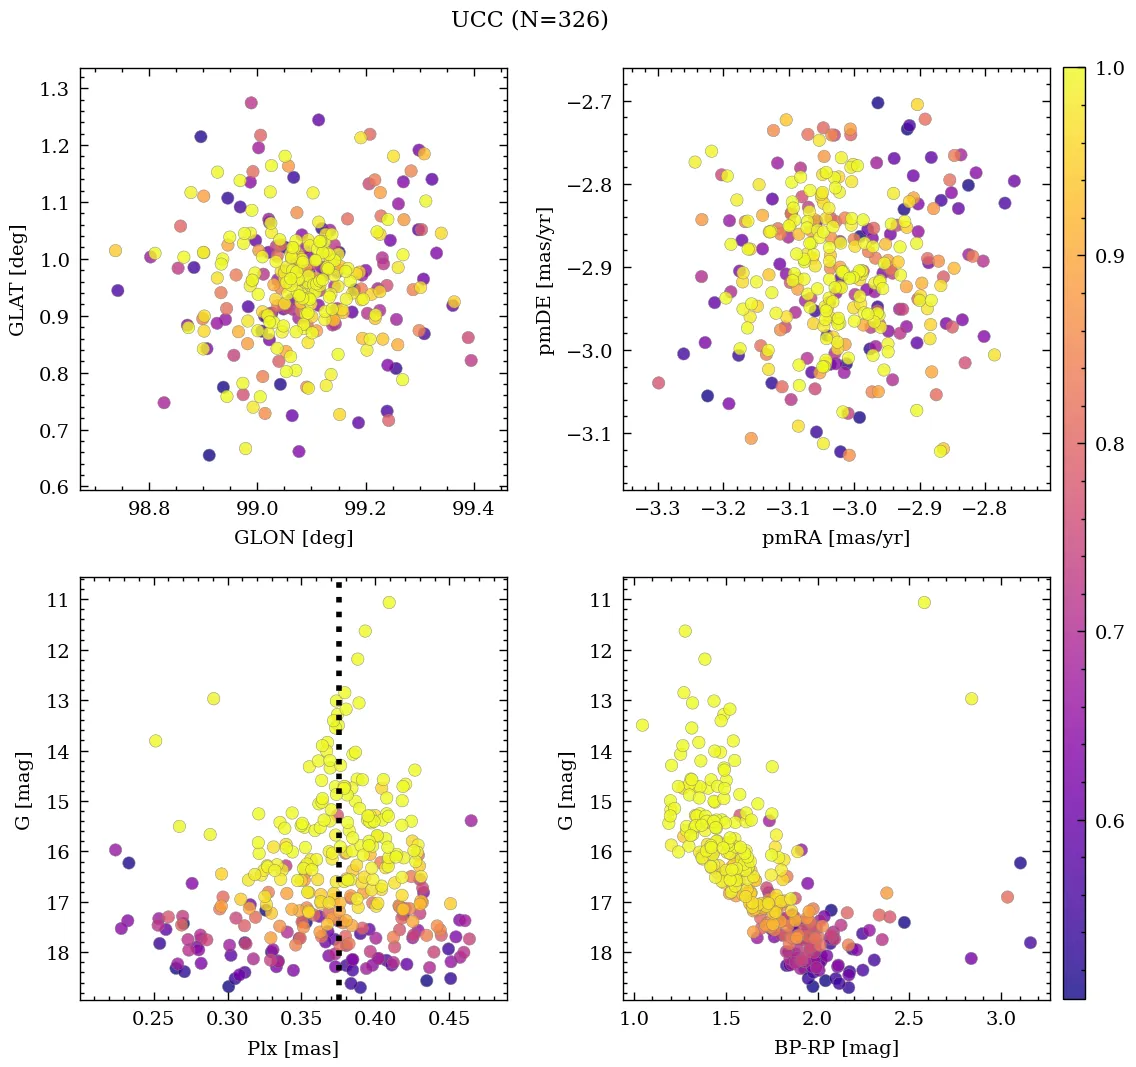 UCC (N=326)
1.3
1.2
1.1
1.0
0.9
0.8
0.7
0.6
GLAT [deg]
98.8 99.0 99.2 99.4
GLON [deg]
−2.7
−2.8
−2.9
−3.0
−3.1
pmDE [mas/yr]
−3.3 −3.2 −3.1 −3.0 −2.9 −2.8
pmRA [mas/yr]
1.0
0.9
0.8
0.7
0.6
11
12
13
14
15
16
17
18
G [mag]
0.25 0.30 0.35 0.40 0.45
Plx [mas]
11
12
13
14
15
16
17
18
G [mag]
1.0 1.5 2.0 2.5 3.0
BP-RP [mag]